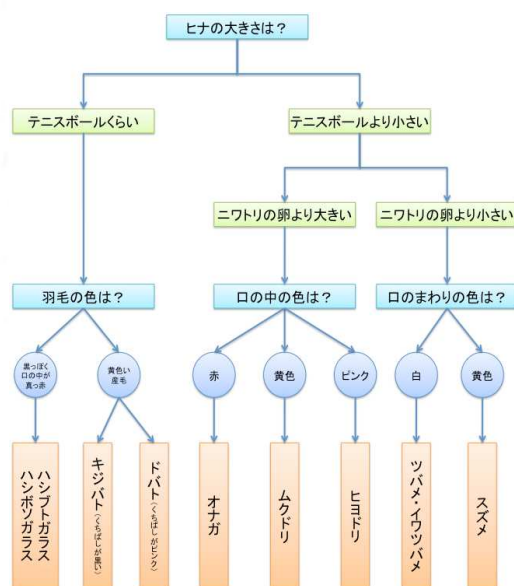 ヒナの大きさは？
テニスボールくらい
テニスボールより小さい
ニワトリの卵より大きい
ニワトリの卵より小さい
羽毛の色は？
口の中の色は？
口のまわりの色は？
黒っぽく
口の中が
真っ赤
黄色い
産毛
赤
黄色
ピンク
白
黄色
ハシブトガラス
ハシボソガラス
キジバト(くちばしが黒い)
ドバト(くちばしがピンク)
オナガ
ムクドリ
ヒヨドリ
ツバメ・イワツバメ
スズメ